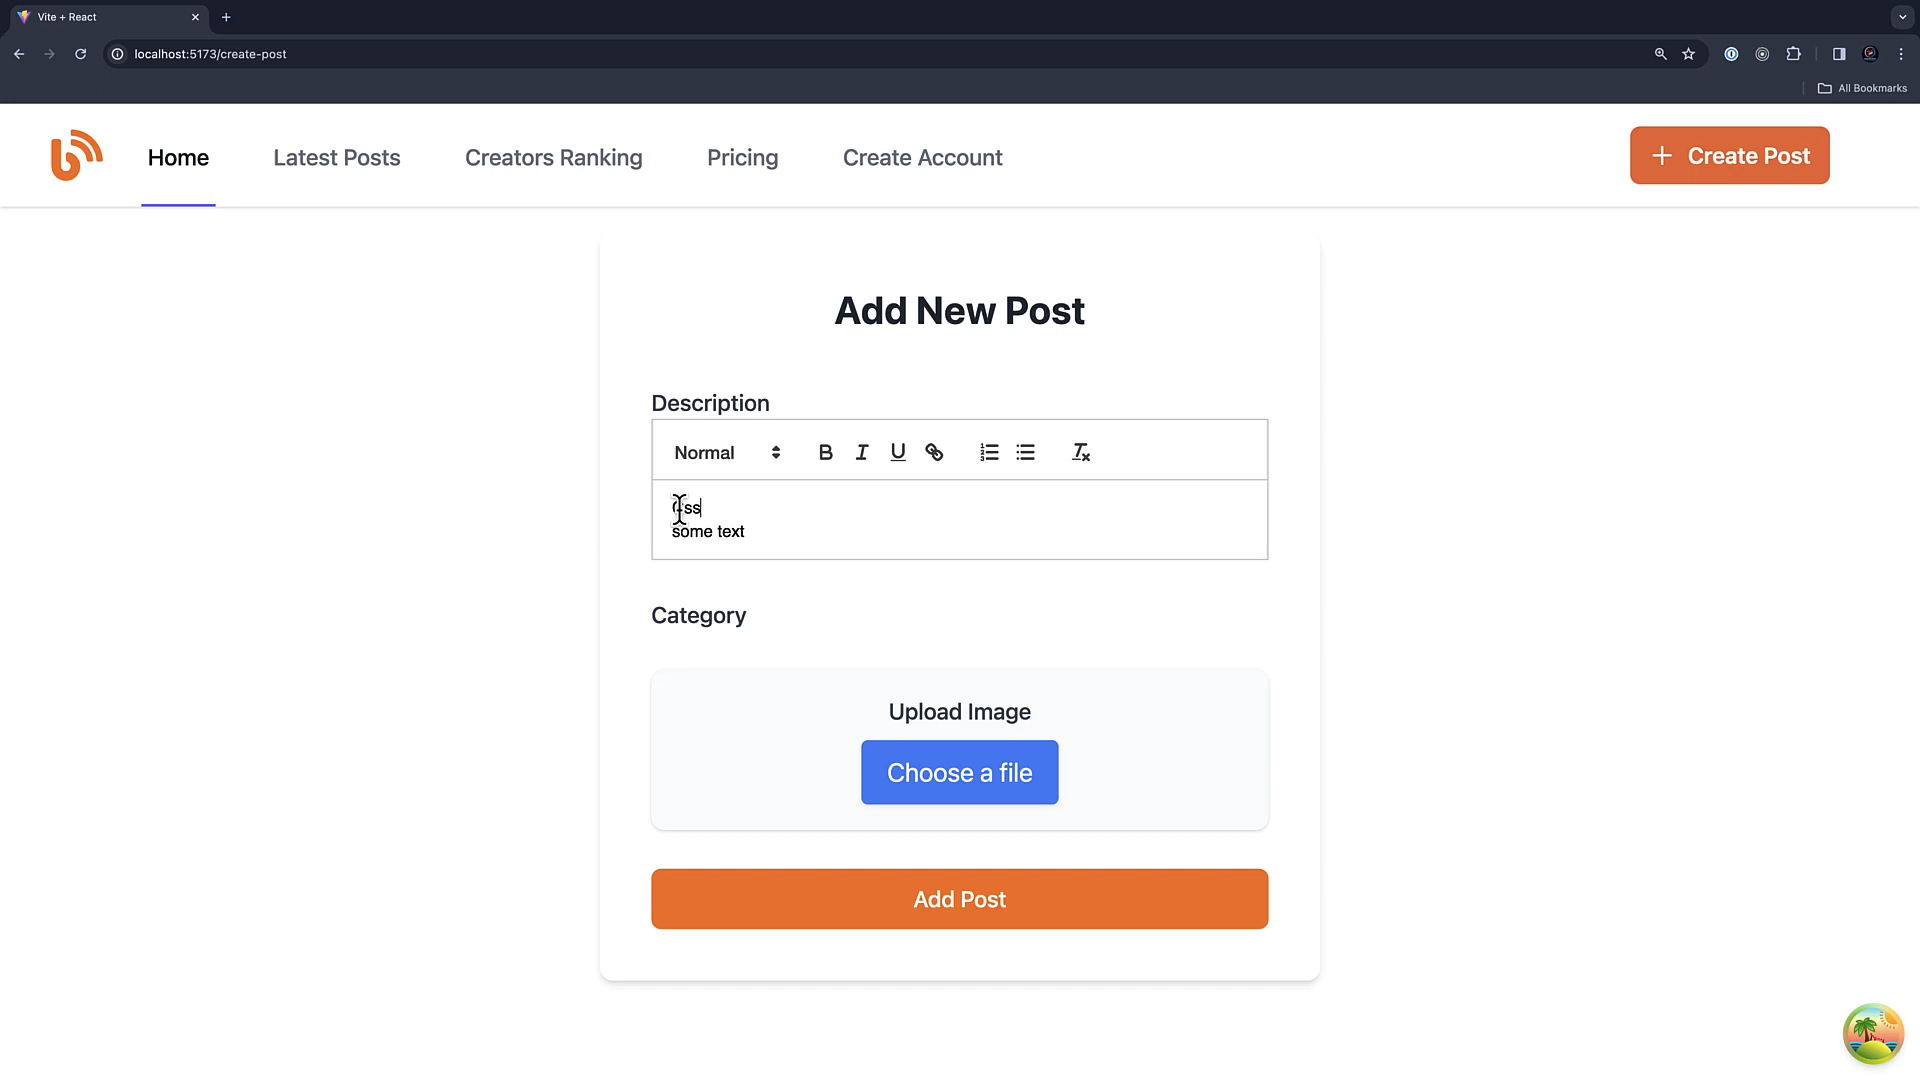 Vite + React
localhost:5173/create-post
All Bookmarks
Home
Latest Posts
Creators Ranking
Pricing
Create Account
Create Post
Add New Post
Description
Normal
some text
Category
Upload Image
Choose a file
Add Post